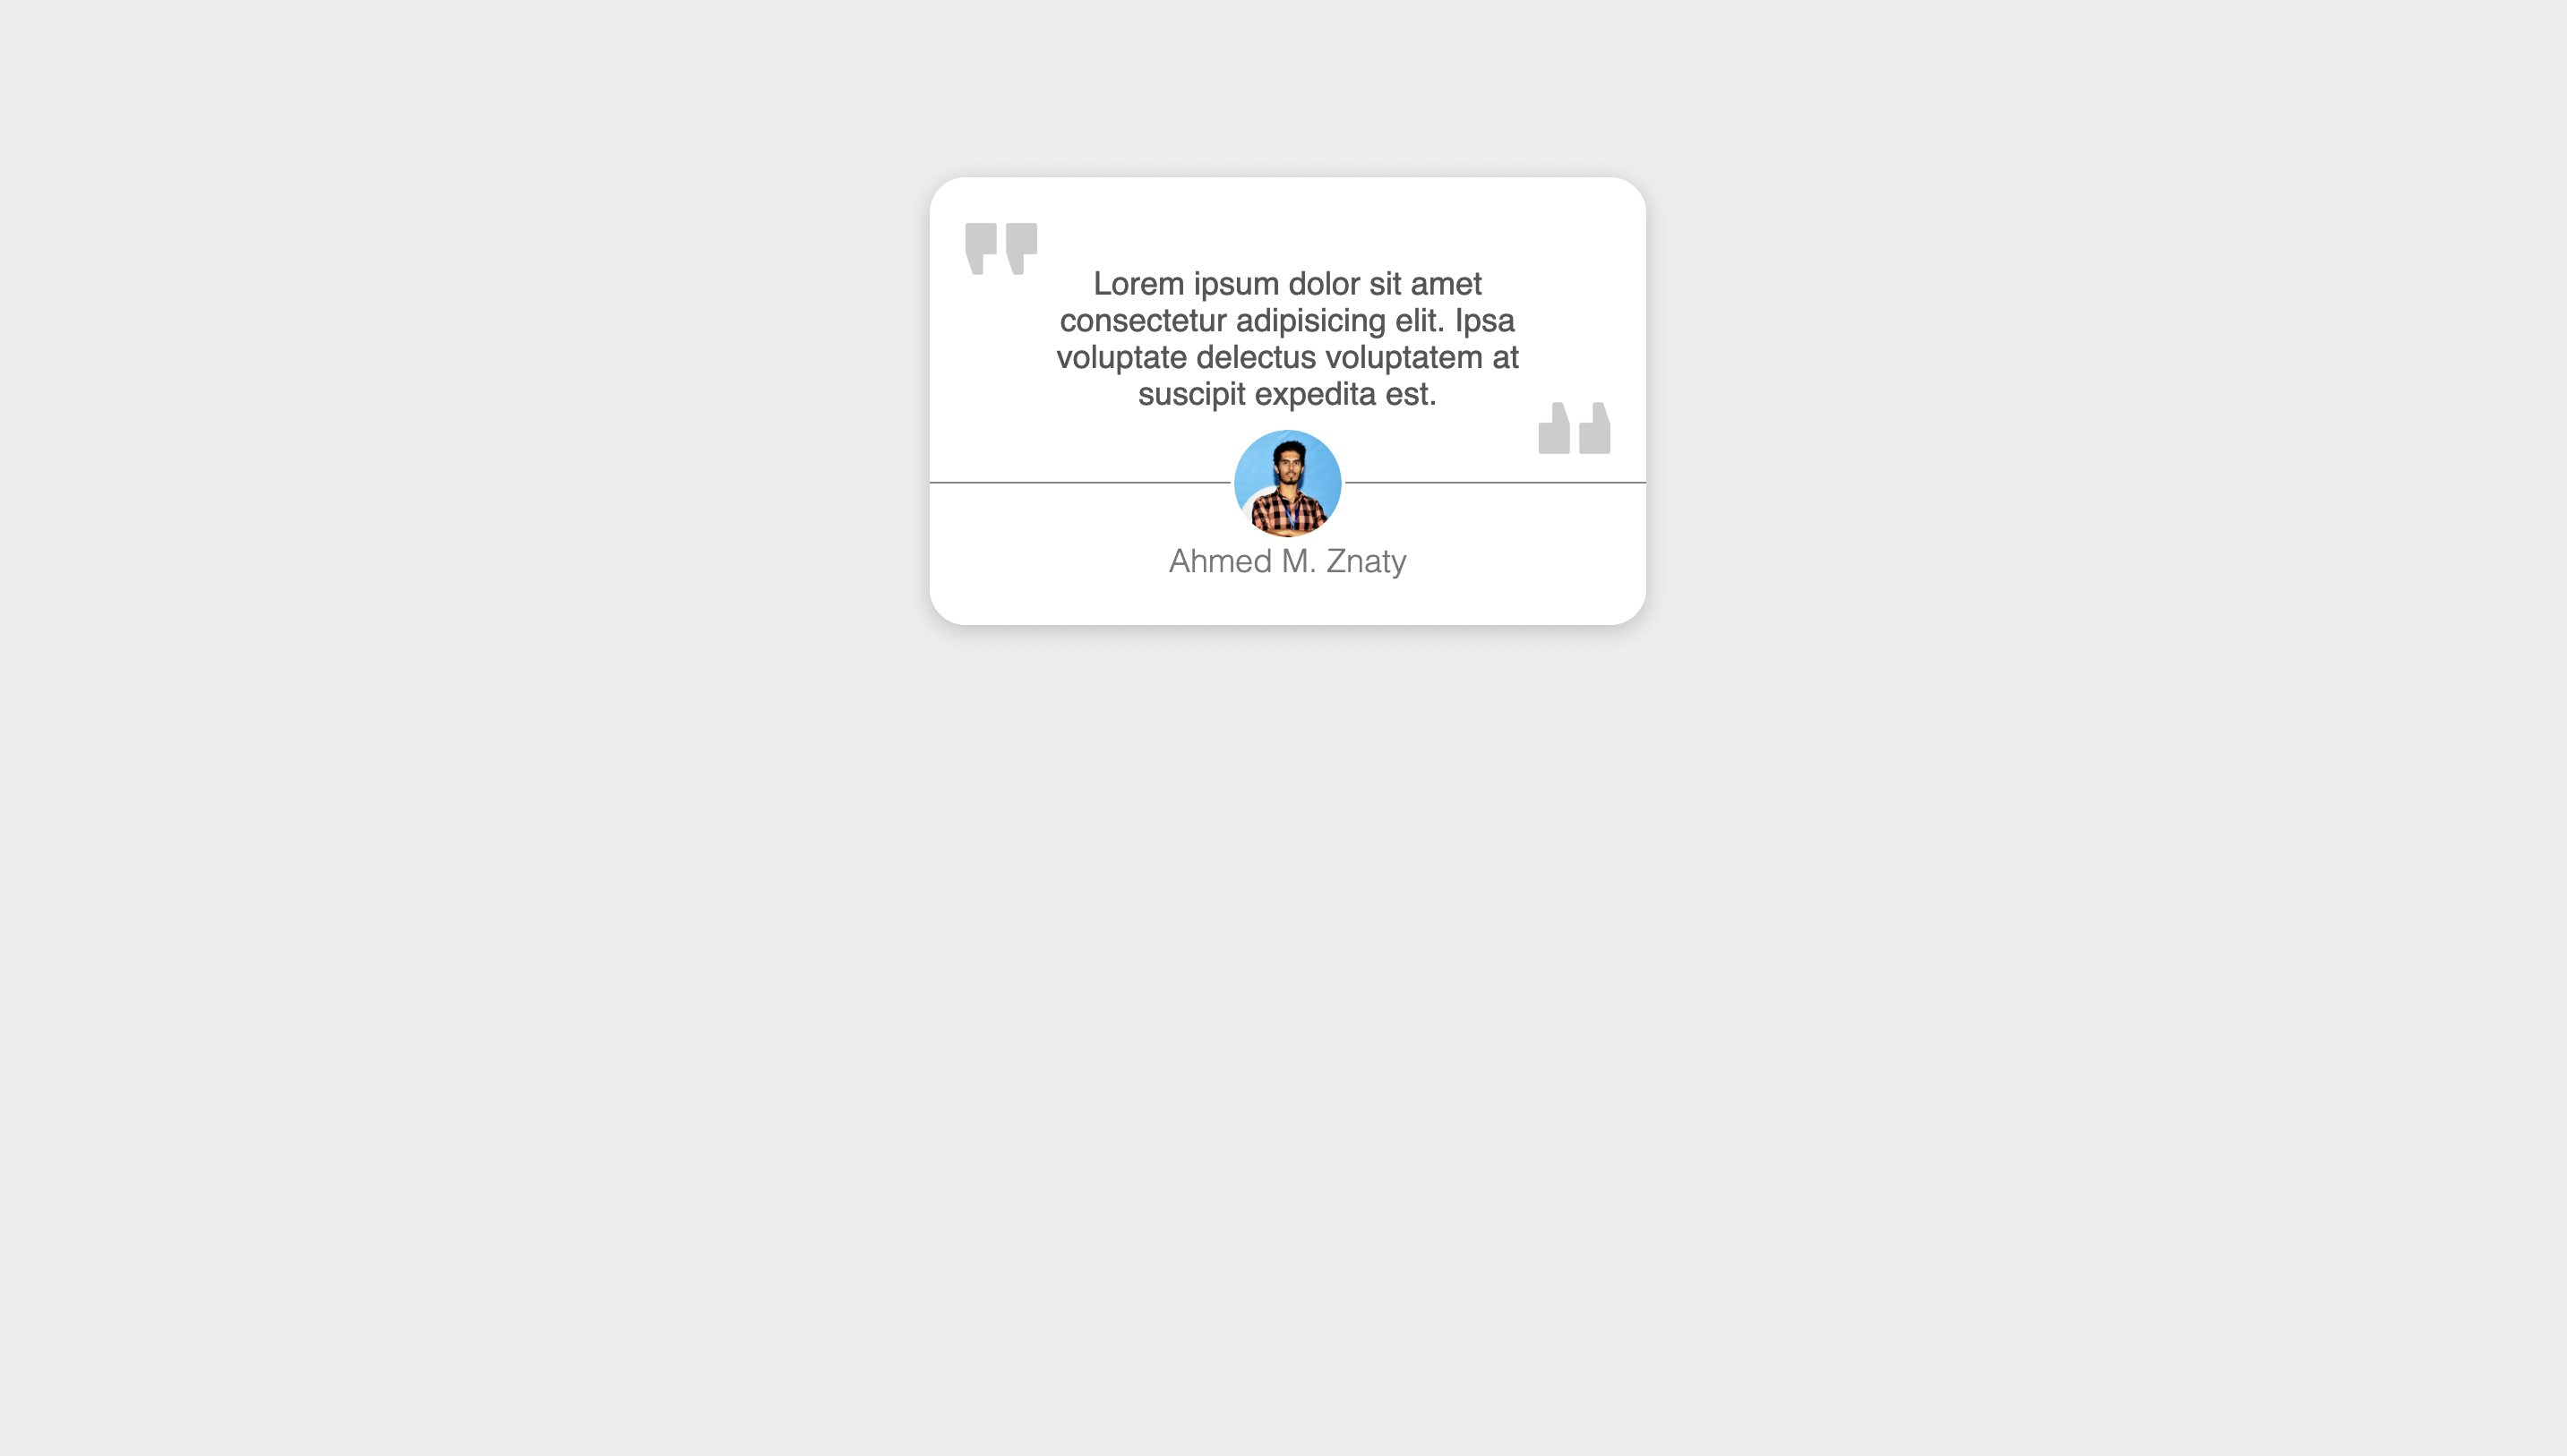 Lorem ipsum dolor sit amet
consectetur adipisicing elit. Ipsa
voluptate delectus voluptatem at
suscipit expedita est.
Ahmed M. Znaty